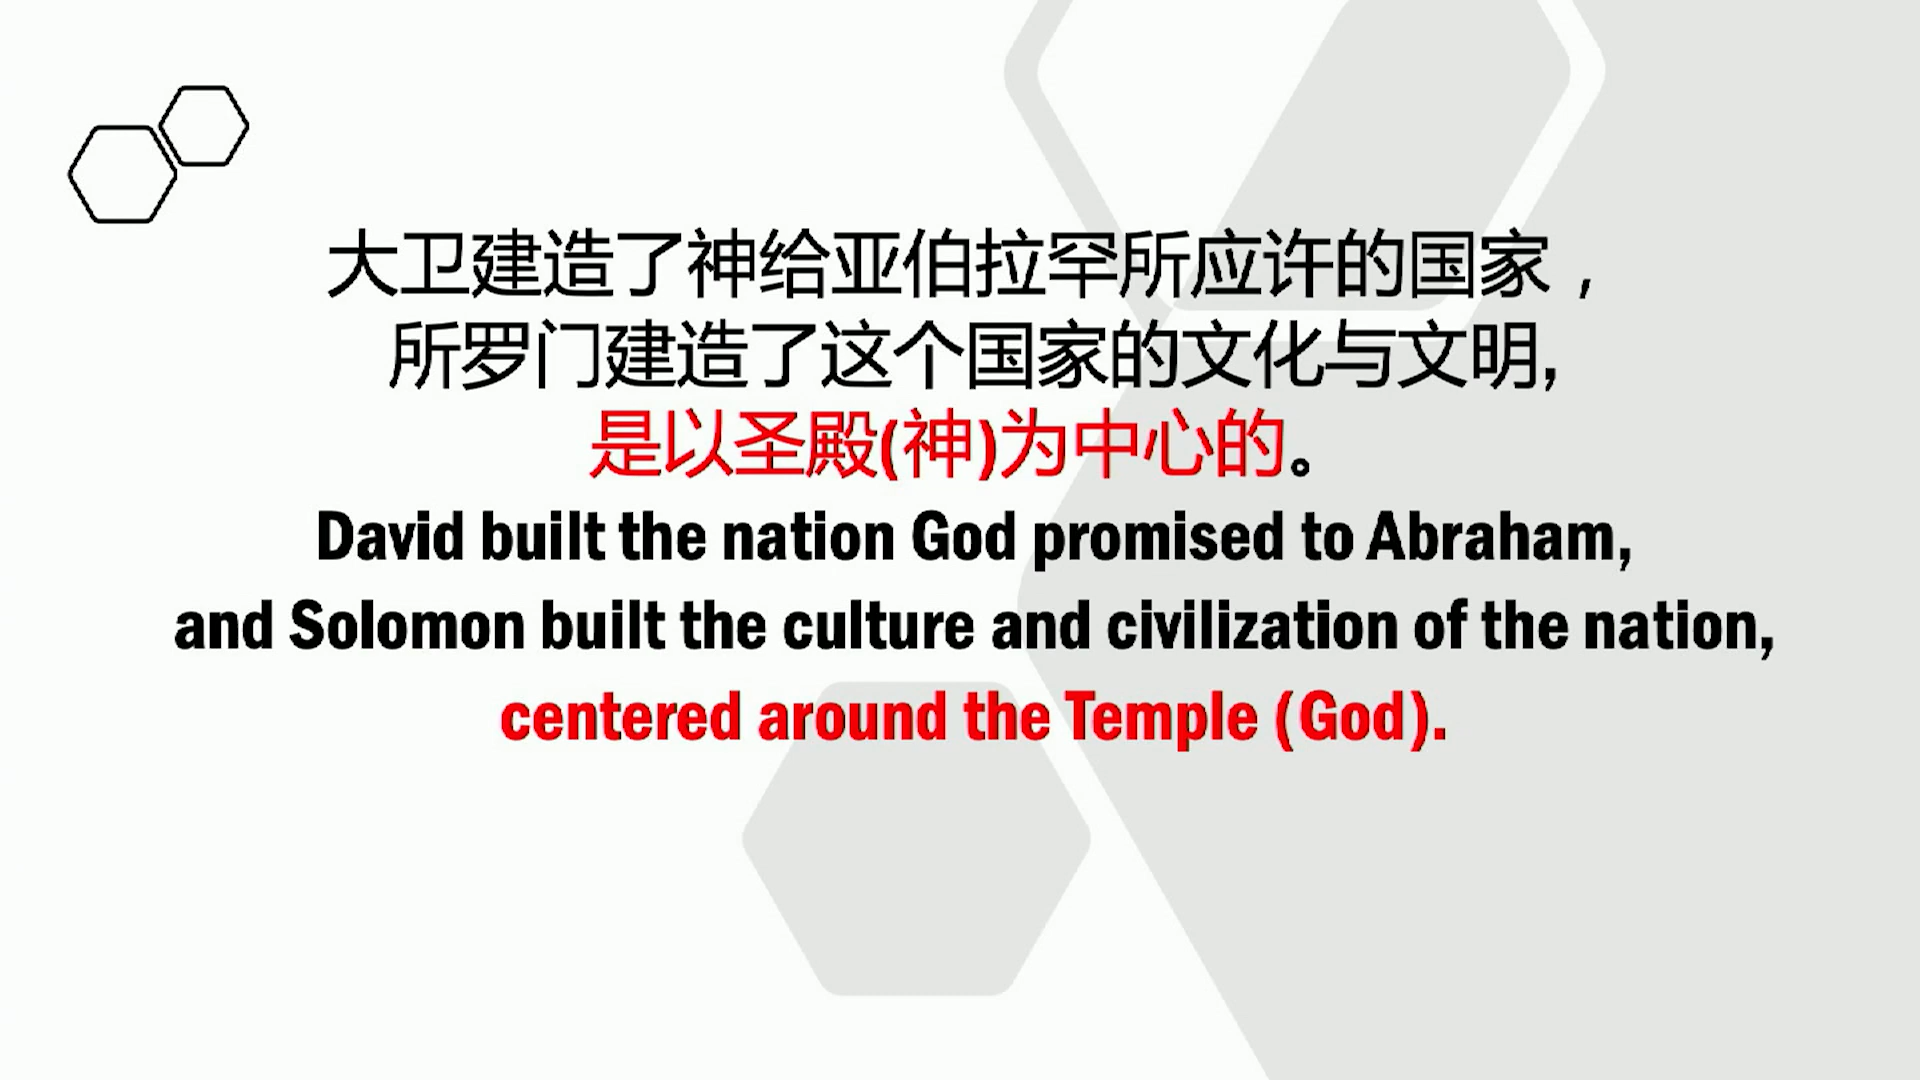 大卫建造了神给亚伯拉罕所应许的国家，
所罗门建造了这个国家的文化与文明,
是以圣殿(神)为中心的。
David built the nation God promised to Abraham,
and Solomon built the culture and civilization of the nation,
centered around the Temple (God).